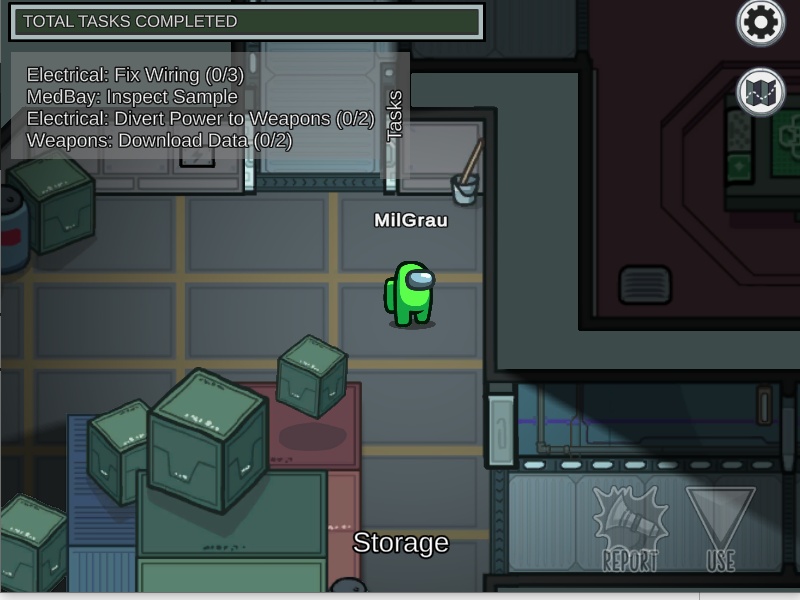 TOTAL TASKS COMPLETED
Electrical: Fix Wiring (0/3)
MedBay: Inspect Sample
Electrical: Divert Power to Weapons (0/2)
Weapons: Download Data (0/2)
Tasks
MilGrau
Storage
REPORT
USE